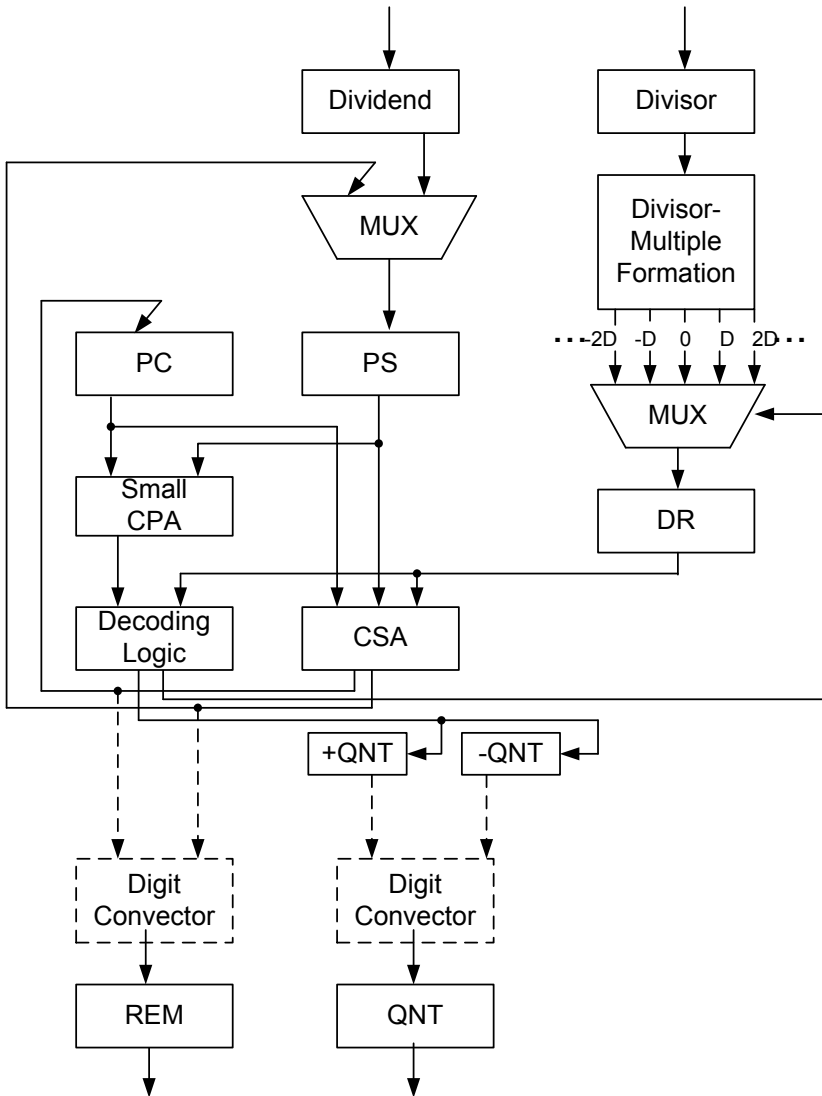 Dividend
Divisor
MUX
Divisor-
Multiple
Formation
PC
PS
...-2D -D 0 D 2D...
MUX
Small
CPA
DR
Decoding
Logic
CSA
+QNT
-QNT
Digit
Convector
Digit
Convector
REM
QNT